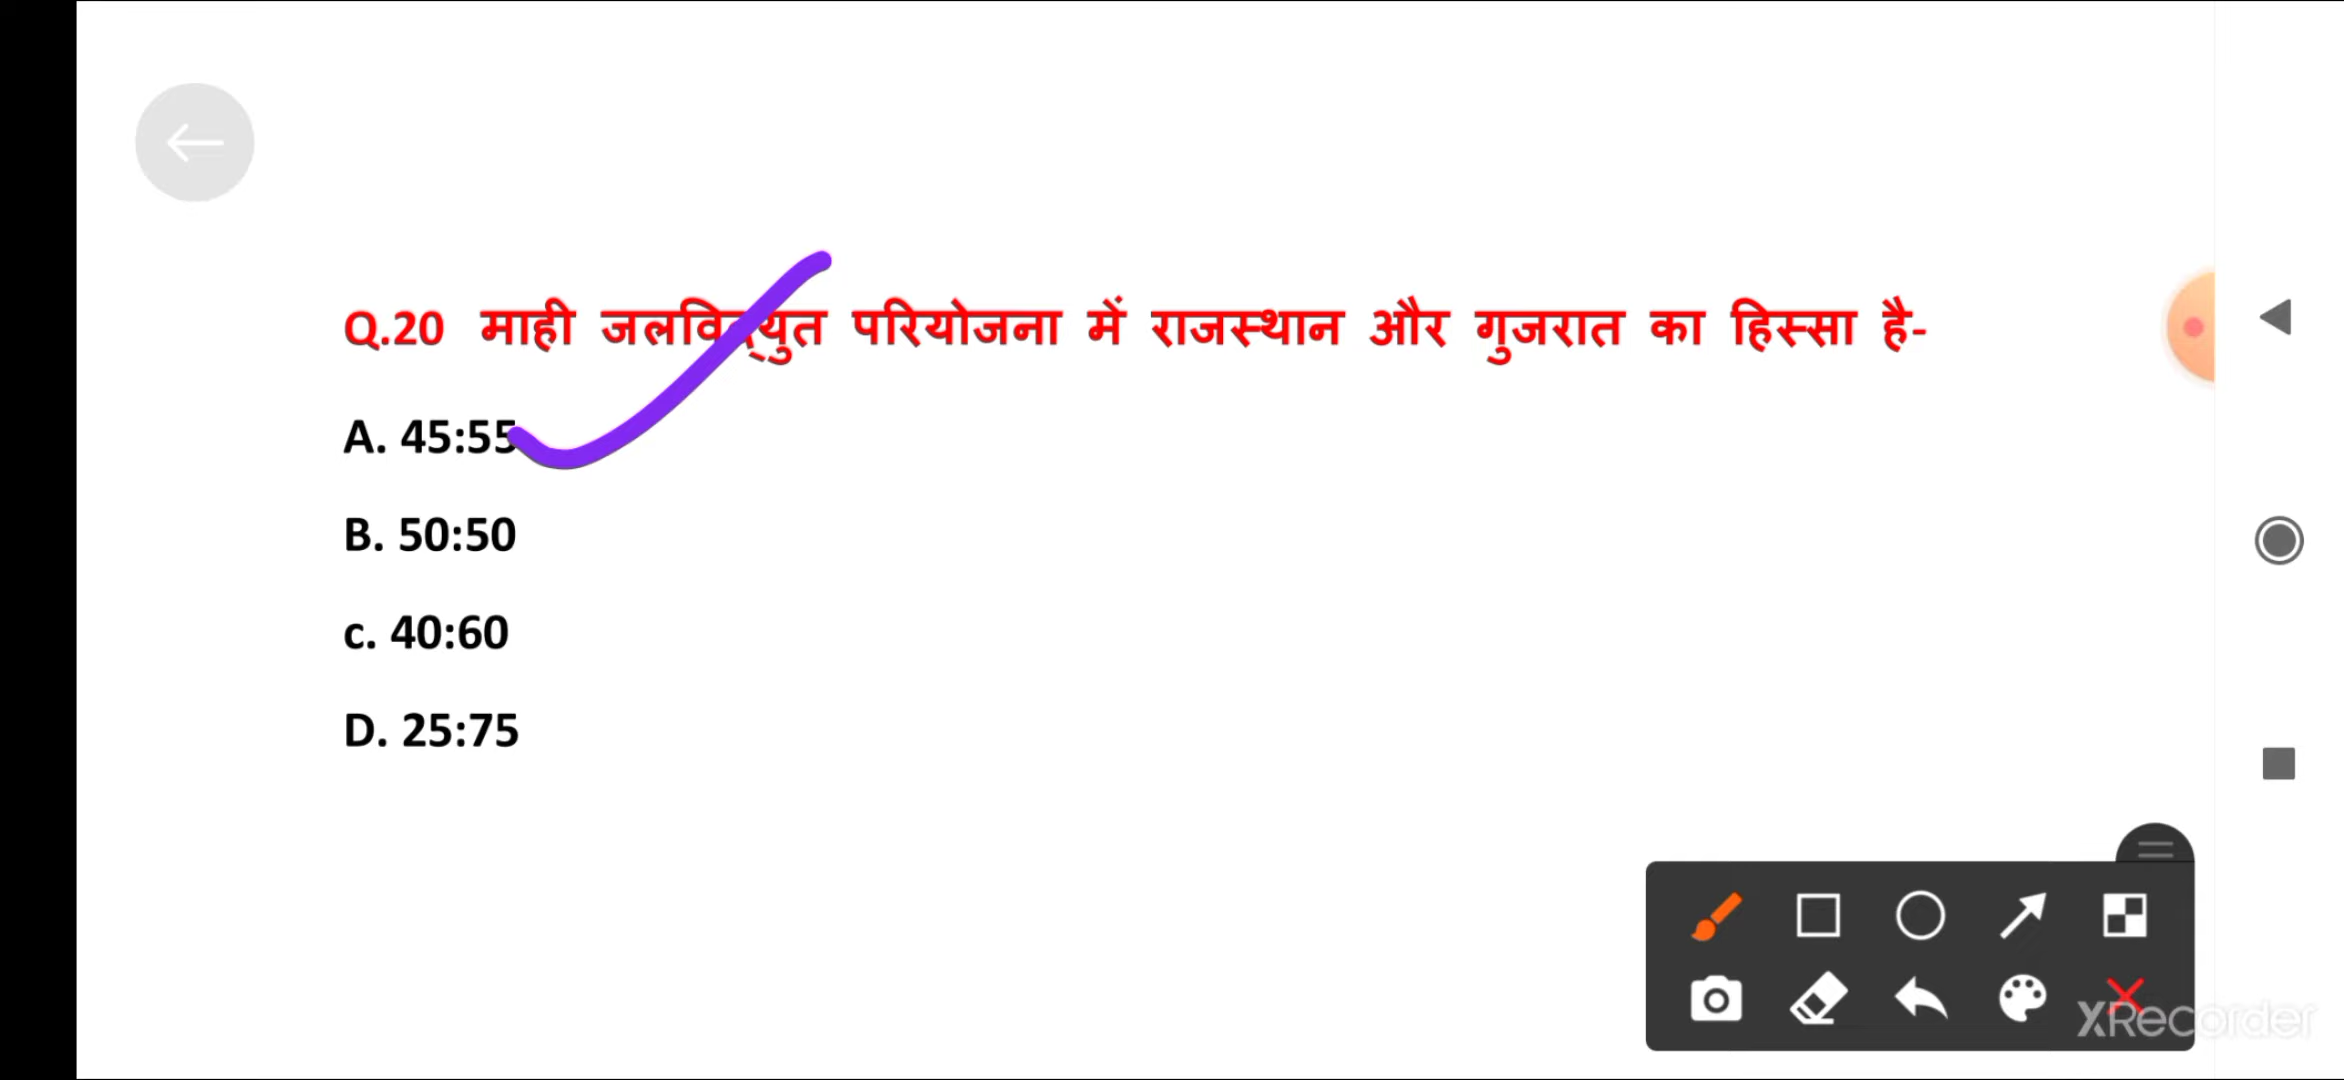 Q.20 माही जलविद्युत परियोजना में राजस्थान और गुजरात का हिस्सा है-
A. 45:55
B. 50:50
c. 40:60
D. 25:75
XRecorder